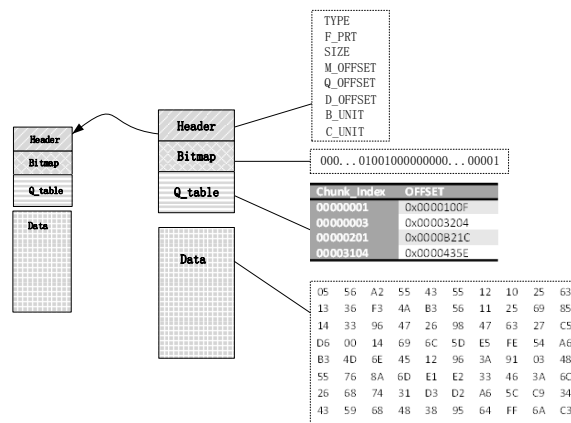 TYPE
F_PRT
SIZE
M_OFFSET
Q_OFFSET
D_OFFSET
B_UNIT
C_UNIT
Header
Bitmap
Q_table
Data
Header
Bitmap
Q_table
Data
000...01001000000000...00001
Chunk_Index OFFSET
00000001 0x0000100F
00000003 0x00003204
00000201 0x0000B21C
00003104 0x0000435E
05 56 A2 55 43 55 12 10 25 63
13 36 F3 4A B3 56 11 25 69 85
14 33 96 47 26 98 47 63 27 C5
D6 00 14 69 6C 5D E5 FE 54 A6
B3 4D 6E 45 12 96 3A 91 03 48
55 76 8A 6D E1 E2 33 46 3A 6C
26 68 74 31 D3 D2 A6 5C C9 34
43 59 68 48 38 95 64 FF 6A C3